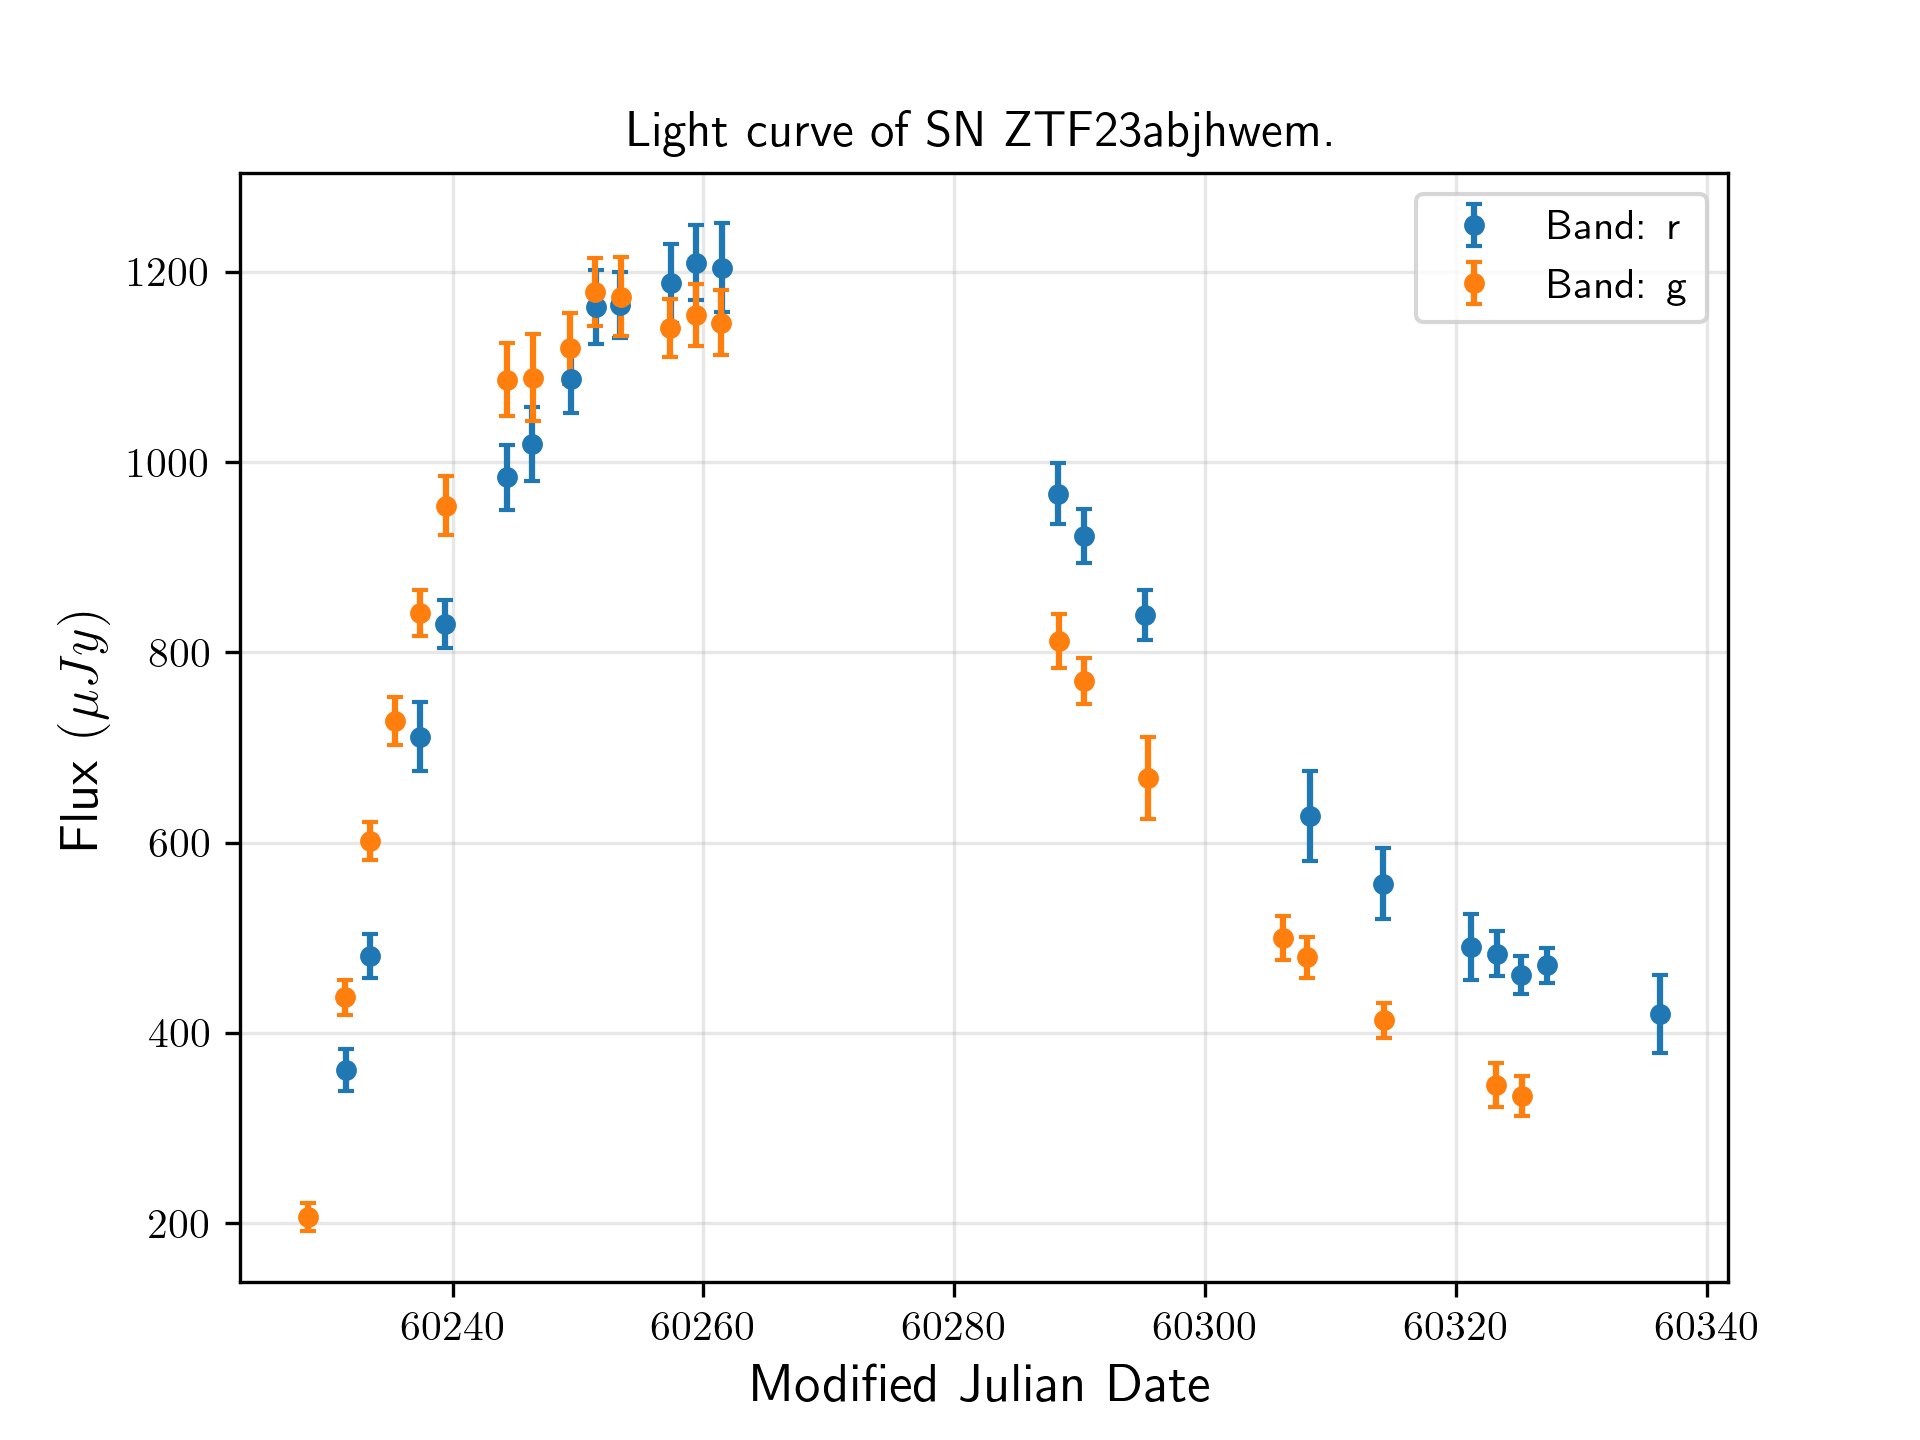 Light curve of SN ZTF23abjhwem.
Band: r
Band: g
Flux (μJy)
1200
1000
800
600
400
200
60240 60260 60280 60300 60320 60340
Modified Julian Date